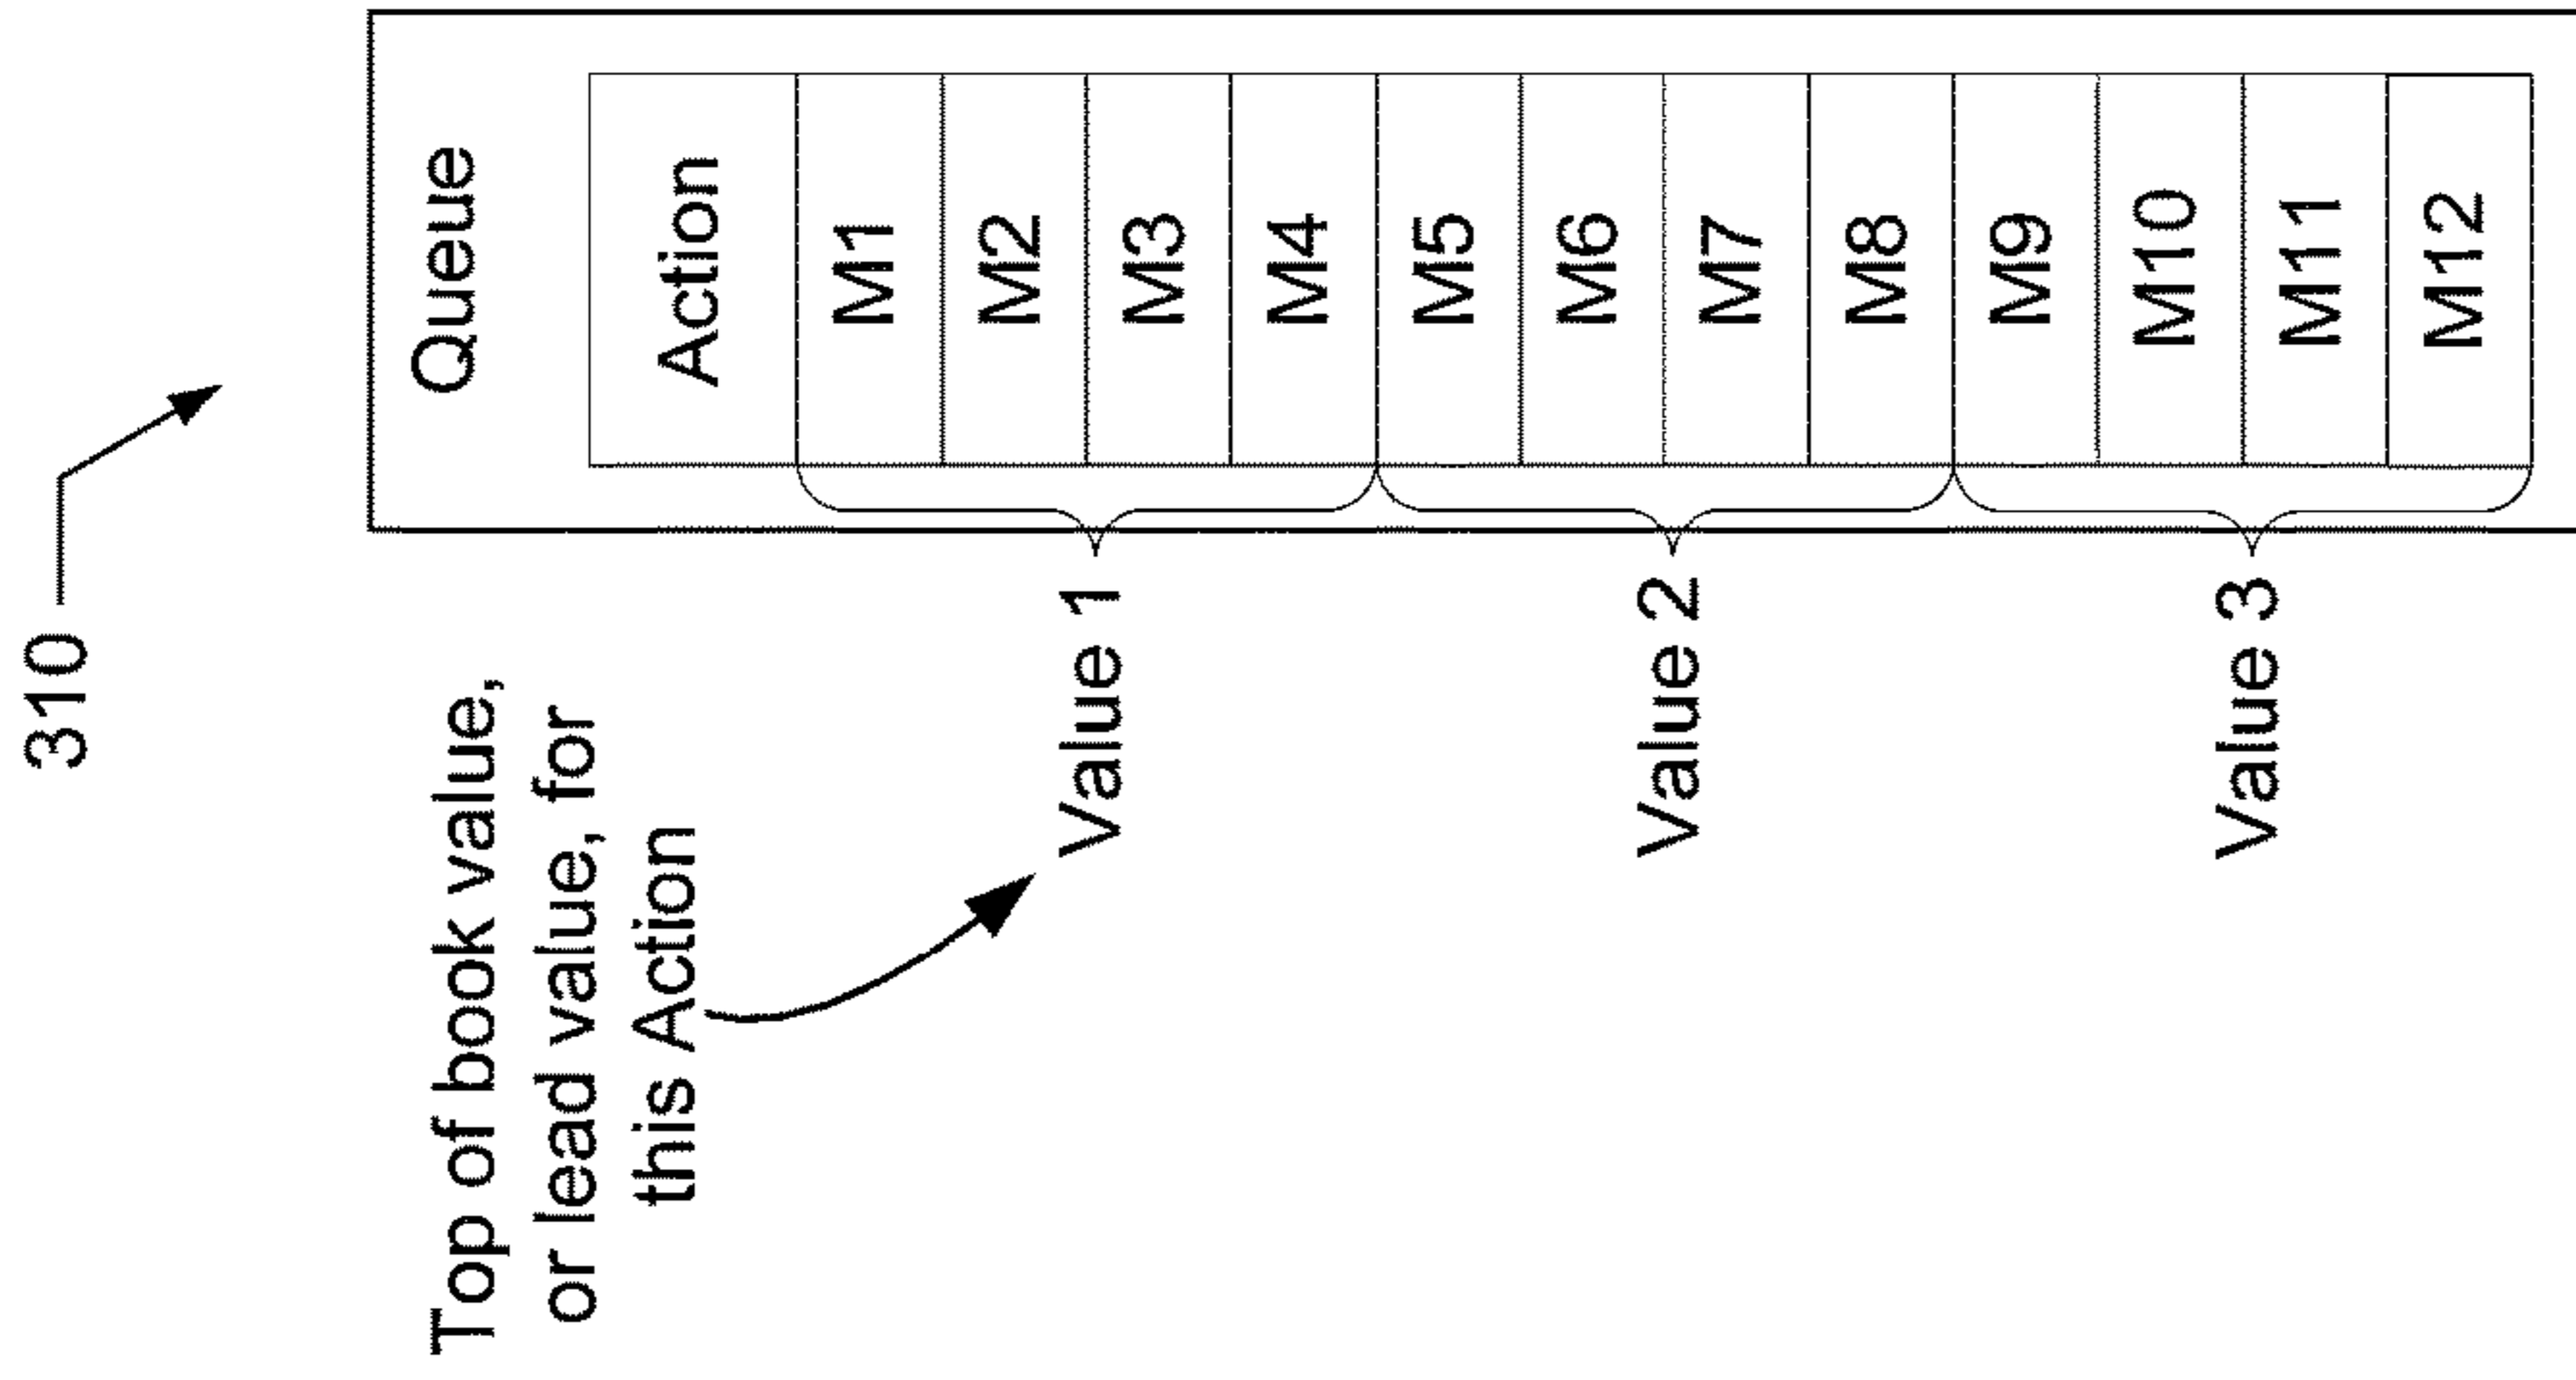 310
Queue
Action
M1
M2
M3
M4
M5
M6
M7
M8
M9
M10
M11
M12
Top of book value,
or lead value, for
this Action
Value 1
Value 2
Value 3